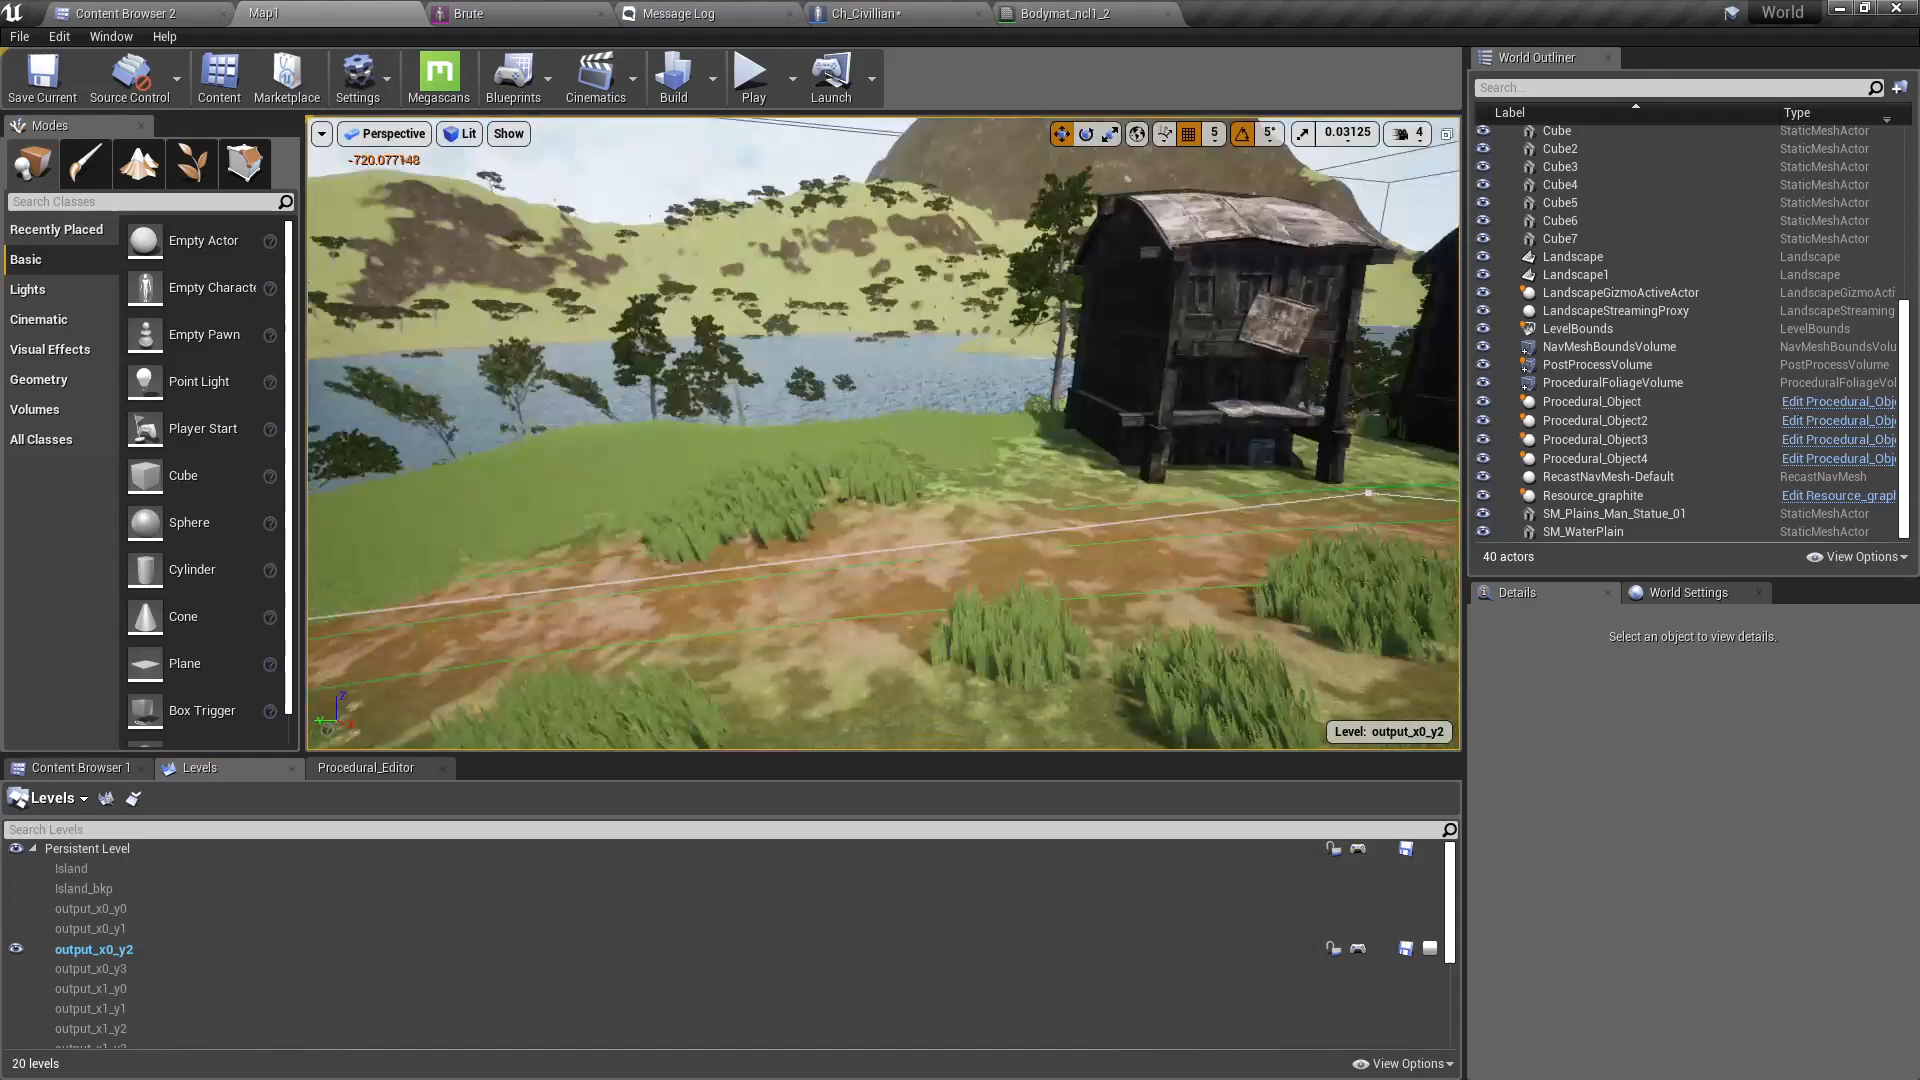 Content Browser 2
Map1
Brute
Message Log
Ch_Civillian*
Bodymat_ncl1_2
World
File
Edit
Window
Help
Save Current
Source Control
Content
Marketplace
Settings
Megascans
Blueprints
Cinematics
Build
Play
Launch
Modes
Search Classes
Recently Placed
Basic
Lights
Cinematic
Visual Effects
Geometry
Volumes
All Classes
Empty Actor
Empty Characte
Empty Pawn
Point Light
Player Start
Cube
Sphere
Cylinder
Cone
Plane
Box Trigger
Perspective
Lit
Show
5
5°
0.03125
4
Level: output_x0_y2
World Outliner
Search...
Label
Type
Cube StaticMeshActor
Cube2 StaticMeshActor
Cube3 StaticMeshActor
Cube4 StaticMeshActor
Cube5 StaticMeshActor
Cube6 StaticMeshActor
Cube7 StaticMeshActor
Landscape Landscape
Landscape1 Landscape
LandscapeGizmoActiveActor LandscapeGizmoActi
LandscapeStreamingProxy LandscapeStreaming
LevelBounds LevelBounds
NavMeshBoundsVolume NavMeshBoundsVolu
PostProcessVolume PostProcessVolume
ProceduralFoliageVolume ProceduralFoliageVol
Procedural_Object Edit Procedural_Obj
Procedural_Object2 Edit Procedural_Obj
Procedural_Object3 Edit Procedural_Obj
Procedural_Object4 Edit Procedural_Obj
RecastNavMesh-Default RecastNavMesh
Resource_graphite Edit Resource_grap
SM_Plains_Man_Statue_01 StaticMeshActor
SM_WaterPlain StaticMeshActor
40 actors
View Options
Details
World Settings
Select an object to view details.
Content Browser 1
Levels
Procedural_Editor
Levels
Search Levels
Persistent Level
Island
Island_bkp
output_x0_y0
output_x0_y1
output_x0_y2
output_x0_y3
output_x1_y0
output_x1_y1
output_x1_y2
20 levels
View Options